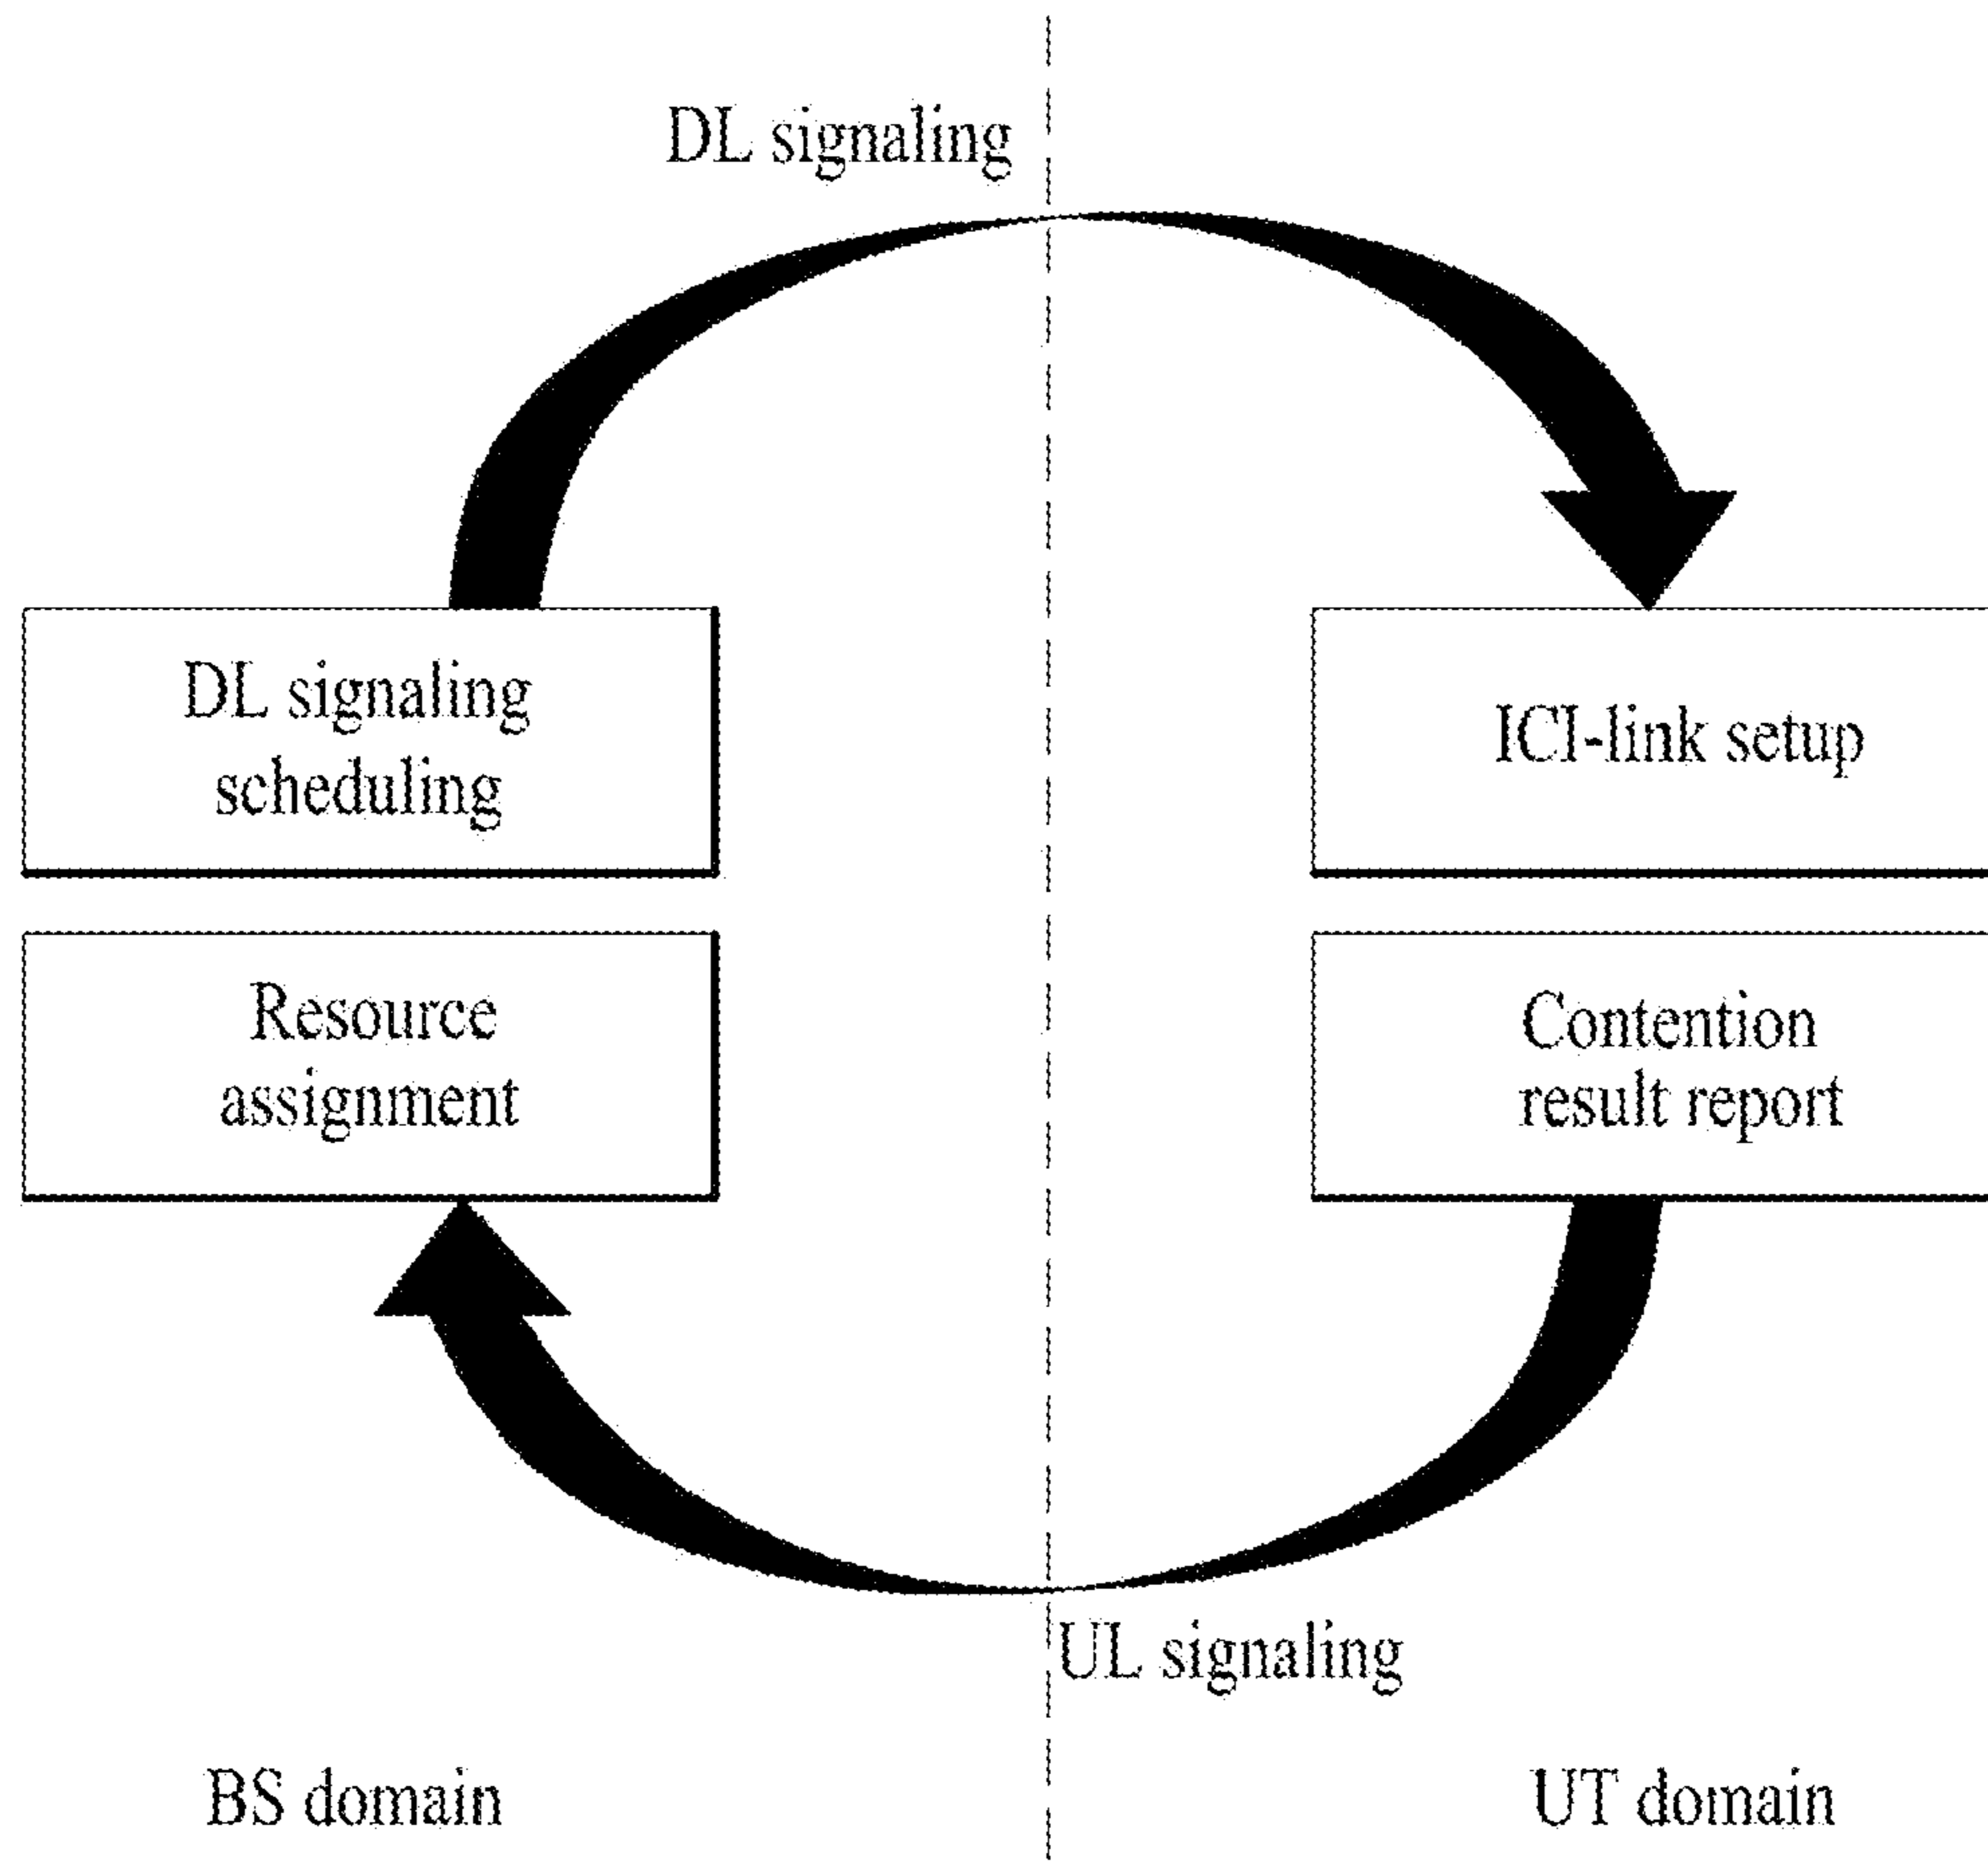 DL signaling
DL signaling
scheduling
ICI-link setup
Resource
assignment
Contention
result report
UL signaling
BS domain
UT domain